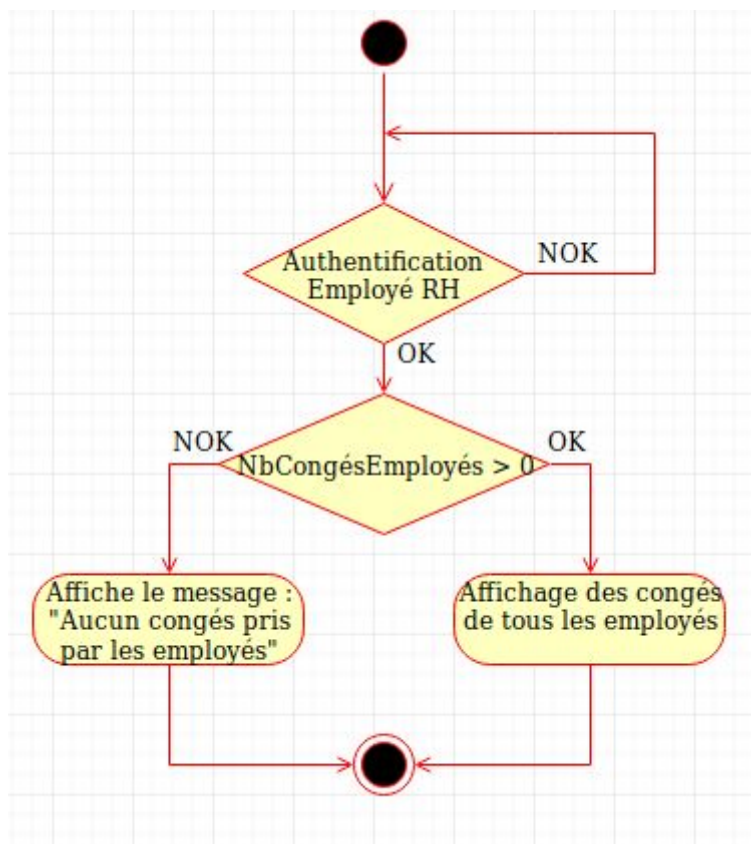 Authentification
Employé RH
NOK
OK
NOK
NbCongésEmployés > 0
OK
Affiche le message :
"Aucun congés pris
par les employés"
Affichage des congés
de tous les employés